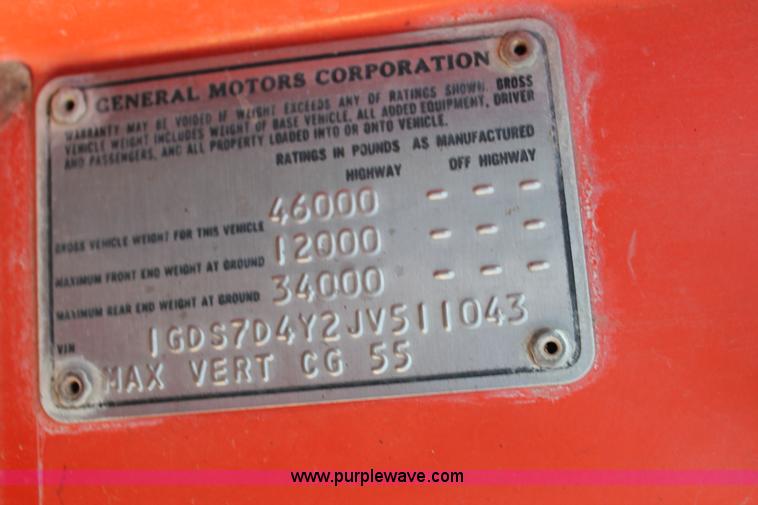 GENERAL MOTORS CORPORATION
WARRANTY MAY BE VOIDED IF WEIGHT EXCEEDS ANY OF RATINGS SHOWN. GROSS
VEHICLE WEIGHT INCLUDES WEIGHT OF BASE VEHICLE, ALL ADDED EQUIPMENT, DRIVER
AND PASSENGERS, AND ALL PROPERTY LOADED INTO OR ONTO VEHICLE.
RATINGS IN POUNDS AS MANUFACTURED
HIGHWAY OFF HIGHWAY
GROSS VEHICLE WEIGHT FOR THIS VEHICLE 46000 - - -
MAXIMUM FRONT END WEIGHT AT GROUND 12000 - - -
MAXIMUM REAR END WEIGHT AT GROUND 34000 - - -
VIN 1GDS7D4Y2JV511043
MAX VERT CG 55
www.purplewave.com